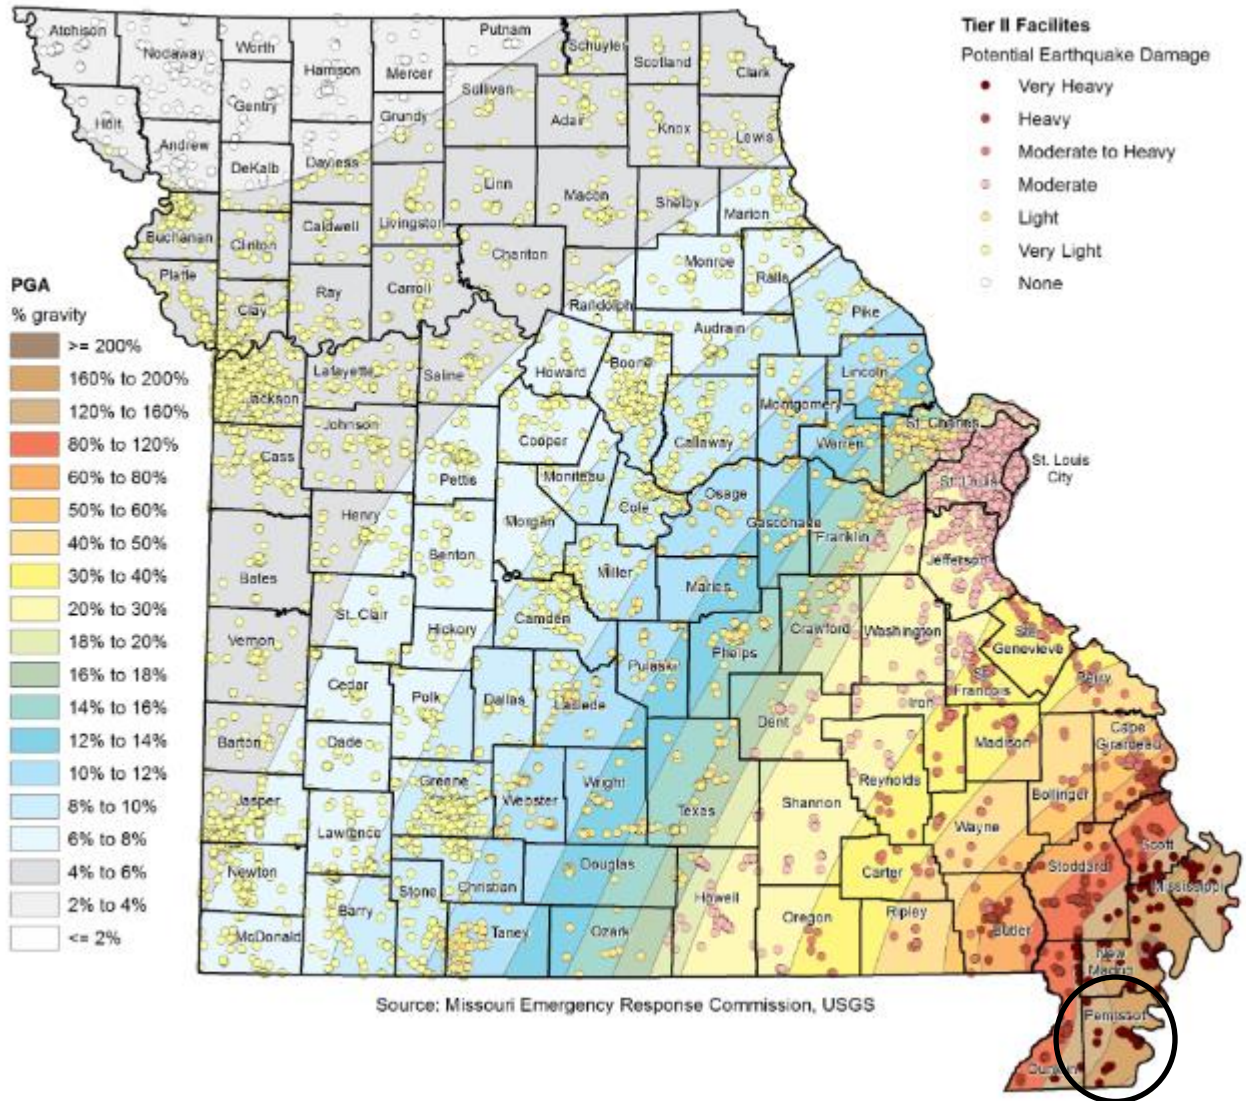 Tier II Facilites
Potential Earthquake Damage
Very Heavy
Heavy
Moderate to Heavy
Moderate
Light
Very Light
None
PGA
% gravity
>= 200%
160% to 200%
120% to 160%
80% to 120%
60% to 80%
50% to 60%
40% to 50%
30% to 40%
20% to 30%
18% to 20%
16% to 18%
14% to 16%
12% to 14%
10% to 12%
8% to 10%
6% to 8%
4% to 6%
2% to 4%
<= 2%
Atchison
Nodaway
Worth
Harrison
Mercer
Putnam
Schuyler
Scotland
Clark
Holt
Gentry
Grundy
Sullivan
Adair
Knox
Lewis
Andrew
DeKalb
Daviess
Linn
Macon
Shelby
Marion
Buchanan
Clinton
Caldwell
Livingston
Chariton
Monroe
Ralls
Platte
Clay
Ray
Carroll
Randolph
Audrain
Pike
Jackson
Lafayette
Saline
Howard
Boone
Lincoln
Montgomery
Johnson
Cooper
Callaway
Warren
St. Charles
St. Louis
City
St. Louis
Cass
Pettis
Moniteau
Cole
Osage
Gasconade
Franklin
Jefferson
Henry
Morgan
Benton
Miller
Maries
Bates
St. Clair
Hickory
Camden
Crawford
Washington
Ste.
Genevieve
Vernon
Pulaski
Phelps
St.
Francois
Perry
Cedar
Polk
Dallas
Laclede
Dent
Iron
Madison
Cape
Girardeau
Barton
Dade
Greene
Webster
Wright
Texas
Shannon
Reynolds
Bollinger
Jasper
Lawrence
Wayne
Scott
Newton
Stone
Christian
Douglas
Howell
Carter
Stoddard
Mississippi
McDonald
Barry
Taney
Ozark
Oregon
Ripley
Butler
New
Madrid
Pemiscot
Dunklin
Source: Missouri Emergency Response Commission, USGS